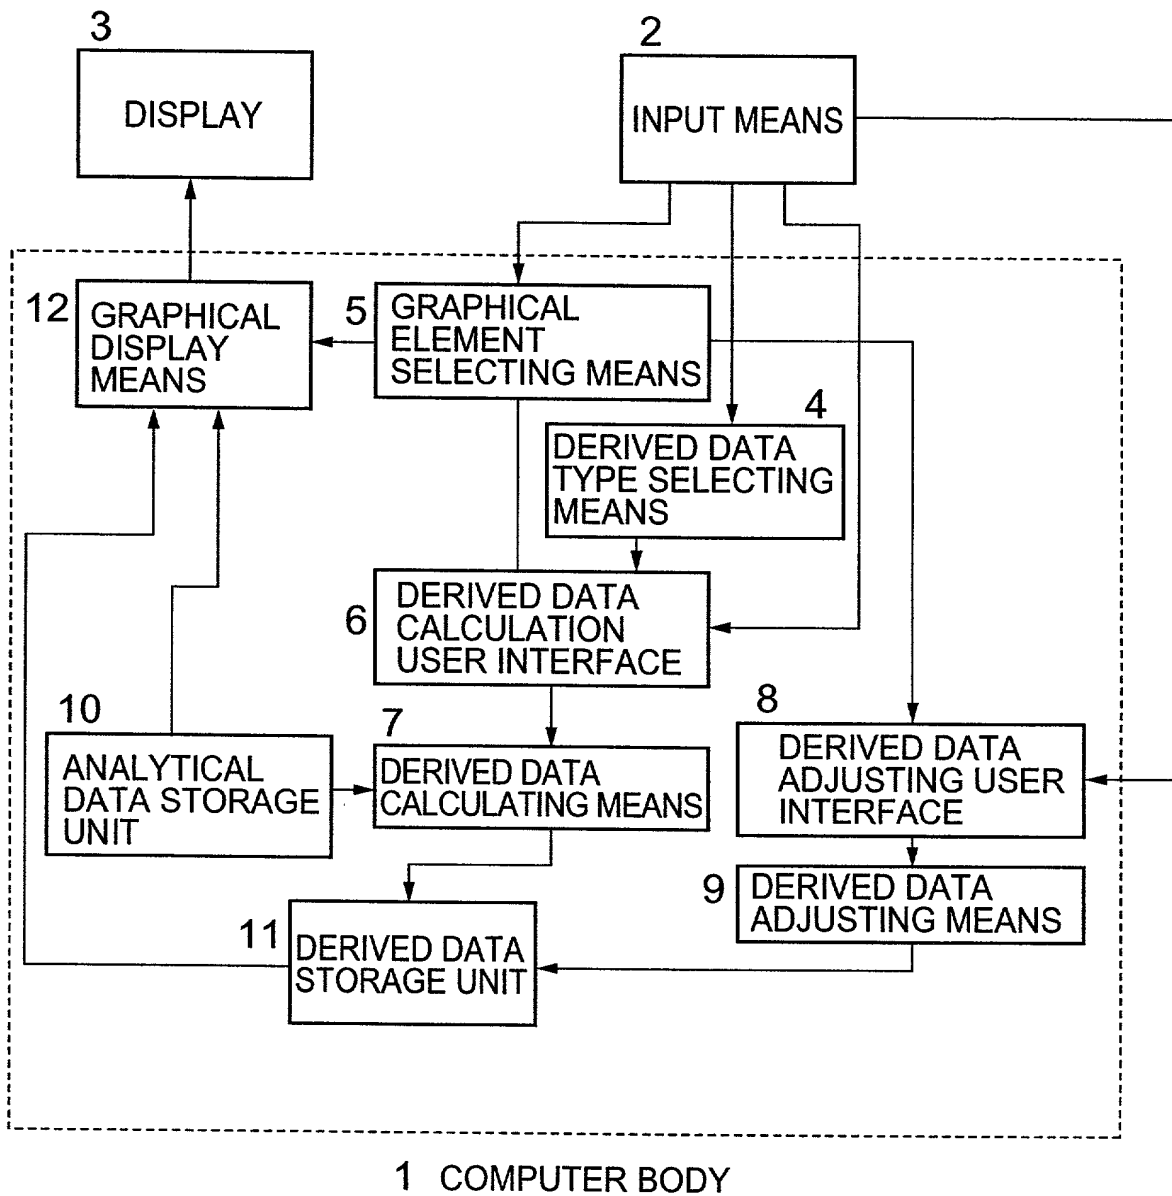 3
DISPLAY
2
INPUT MEANS
12
GRAPHICAL
DISPLAY
MEANS
5
GRAPHICAL
ELEMENT
SELECTING MEANS
4
DERIVED DATA
TYPE SELECTING
MEANS
6
DERIVED DATA
CALCULATION
USER INTERFACE
10
ANALYTICAL
DATA STORAGE
UNIT
7
DERIVED DATA
CALCULATING MEANS
8
DERIVED DATA
ADJUSTING USER
INTERFACE
9
DERIVED DATA
ADJUSTING MEANS
11
DERIVED DATA
STORAGE UNIT
1 COMPUTER BODY